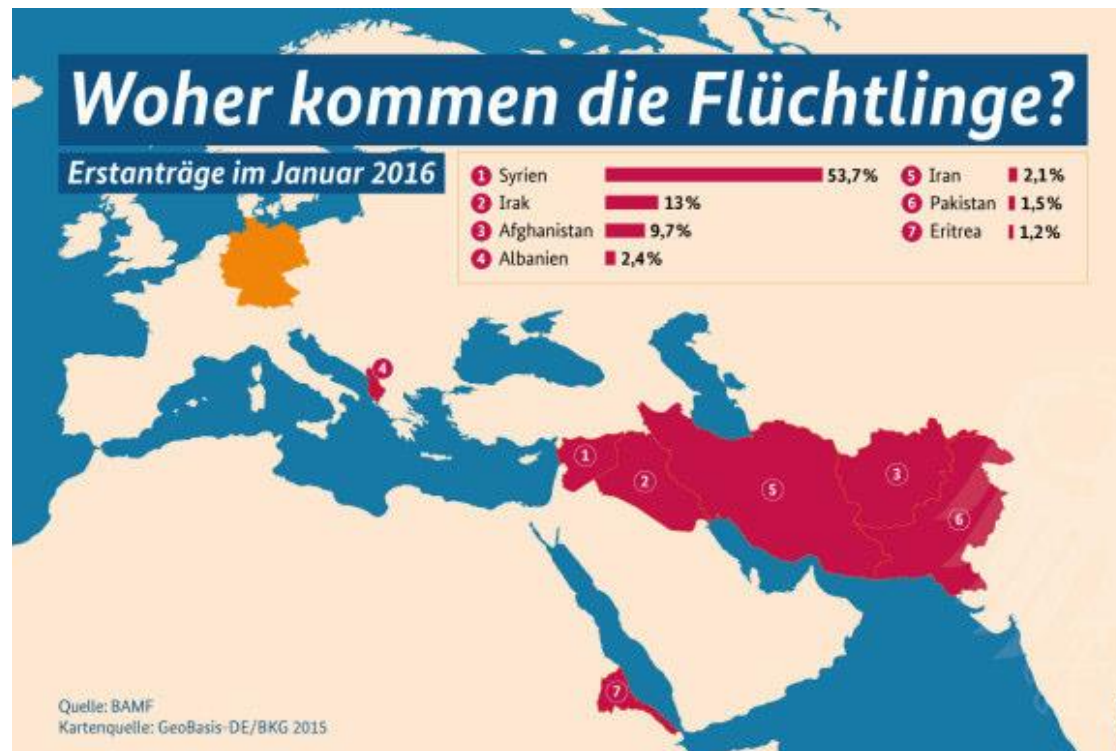 Woher kommen die Flüchtlinge?
Erstanträge im Januar 2016
1 Syrien 53,7%
2 Irak 13%
3 Afghanistan 9,7%
4 Albanien 2,4%
5 Iran 2,1%
6 Pakistan 1,5%
7 Eritrea 1,2%
4
1
2
5
3
6
7
Quelle: BAMF
Kartenquelle: GeoBasis-DE/BKG 2015